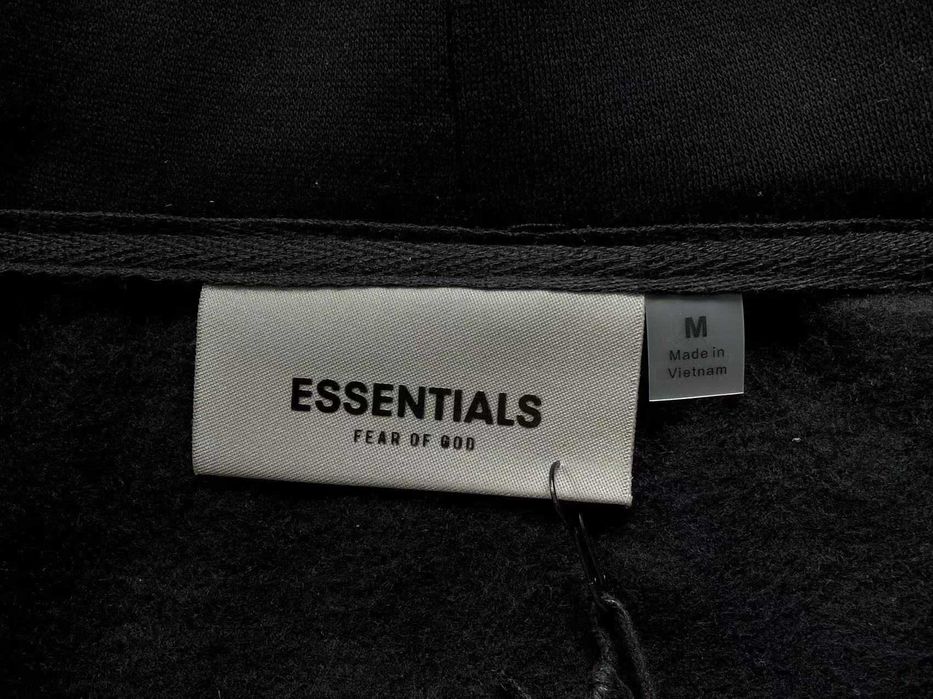 ESSENTIALS
FEAR OF GOD
M
Made in
Vietnam